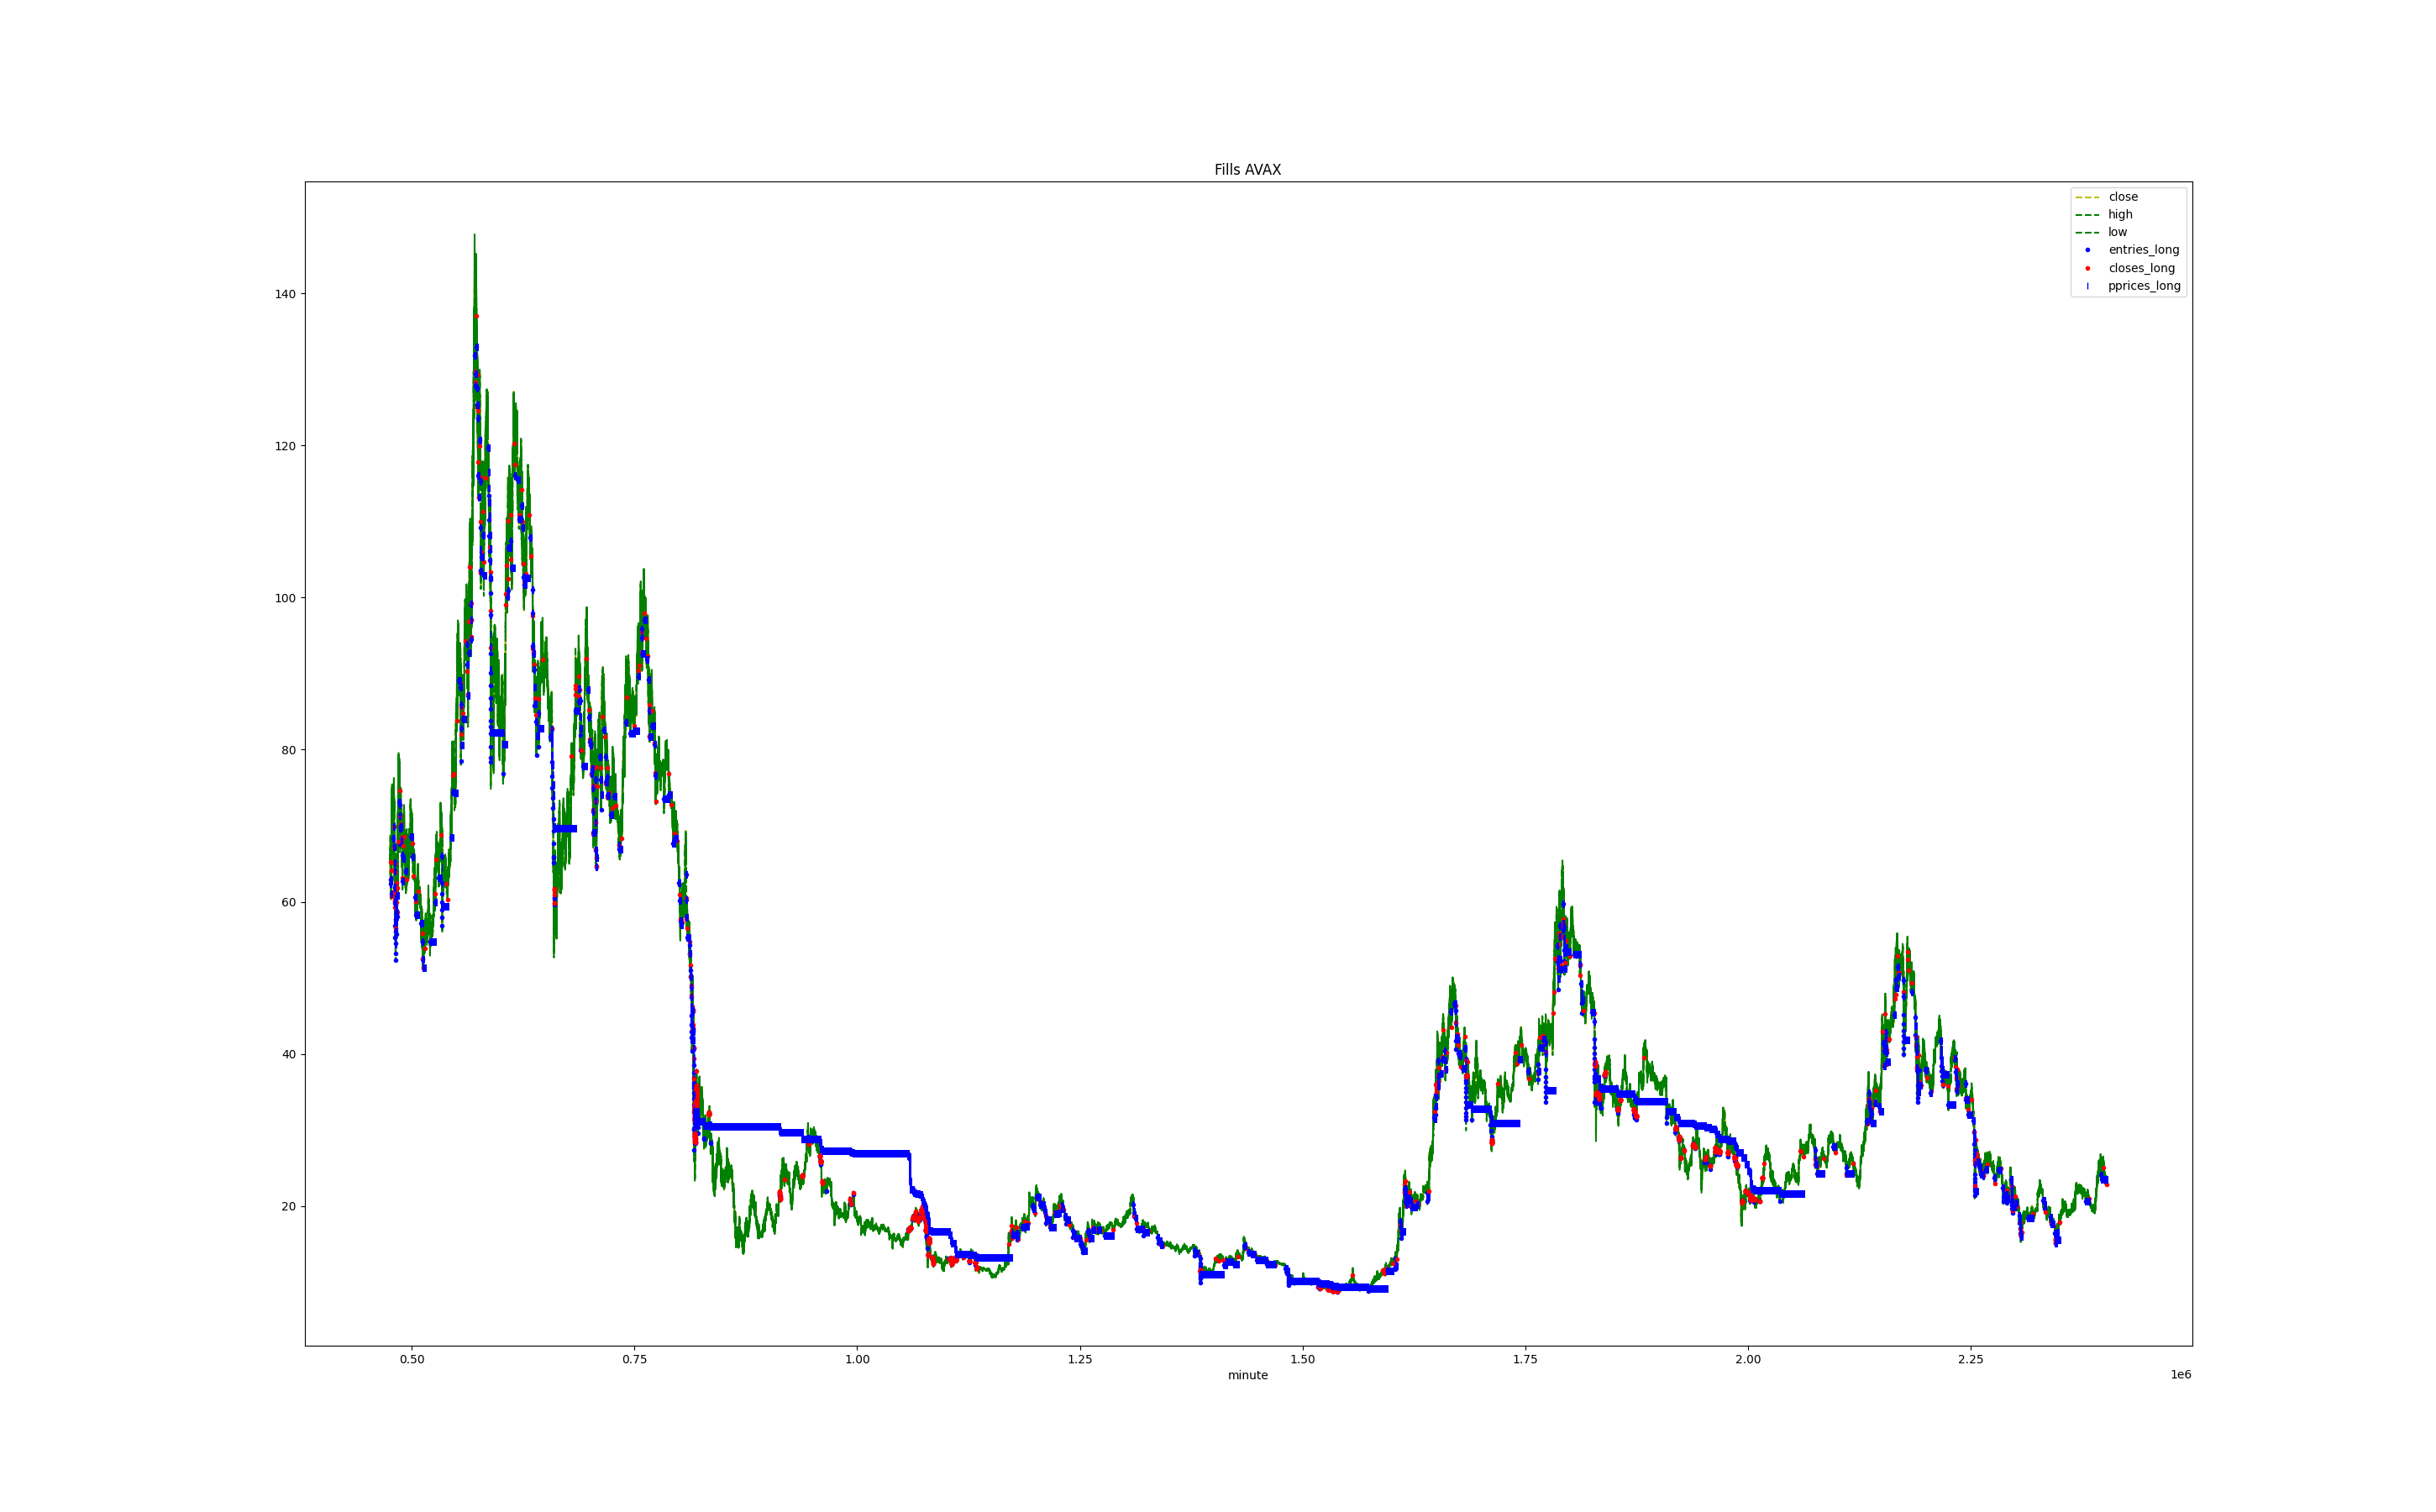 Fills AVAX
close
high
low
entries_long
closes_long
pprices_long
140
120
100
80
60
40
20
0.50 0.75 1.00 1.25 1.50 1.75 2.00 2.25
minute
1e6